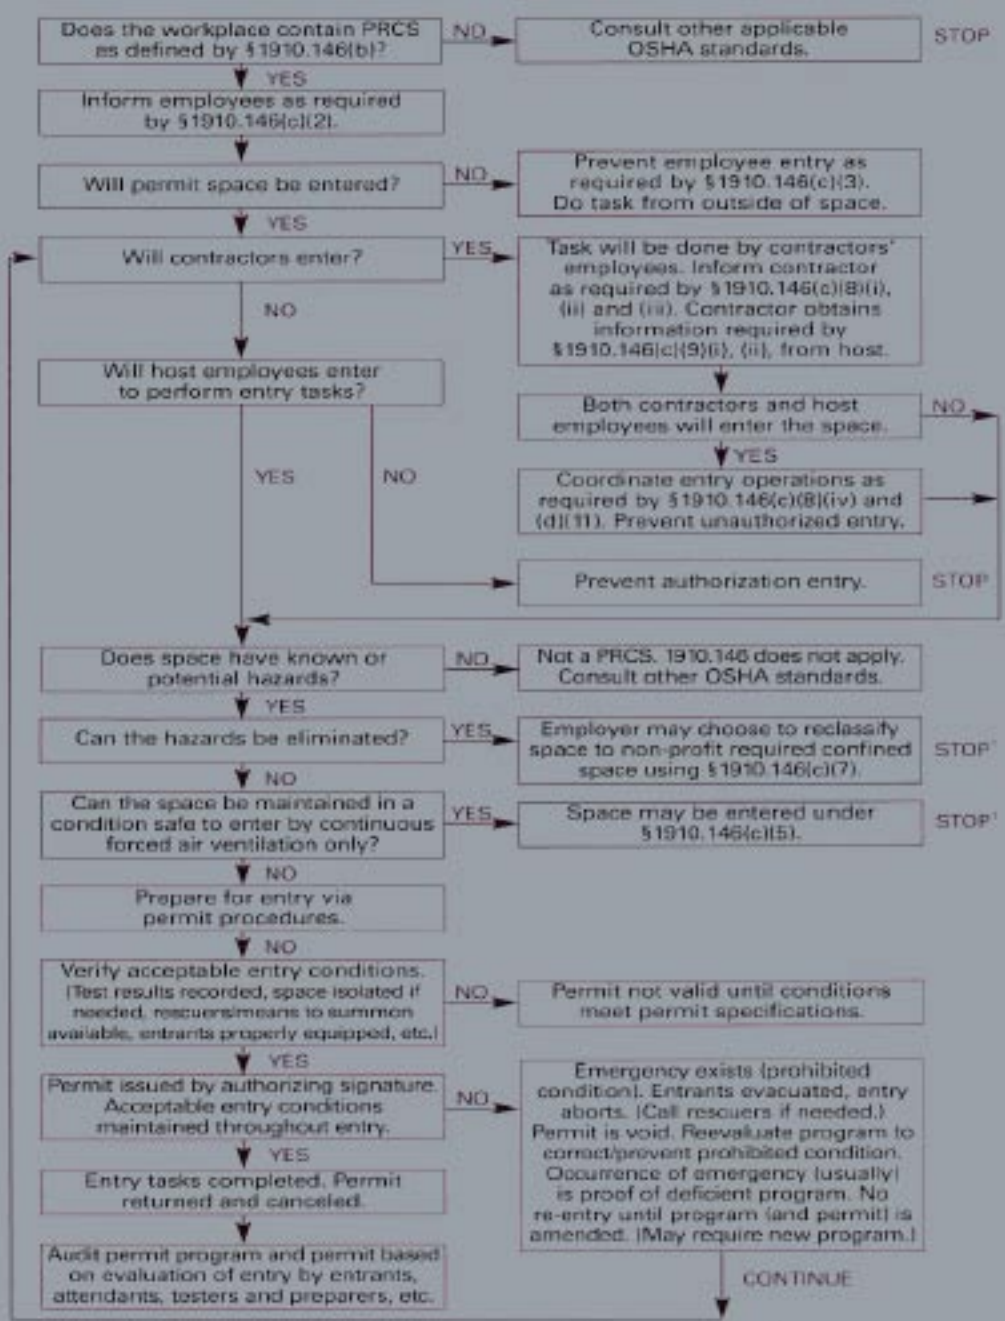 Does the workplace contain PRCS
as defined by §1910.146(b)?
NO
Consult other applicable
OSHA standards.
STOP
YES
Inform employees as required
by §1910.146(c)(2).
Will permit space be entered?
NO
Prevent employee entry as
required by §1910.146(c)(3).
Do task from outside of space.
YES
Will contractors enter?
YES
Task will be done by contractors'
employees. Inform contractor
as required by §1910.146(c)(8)(i),
(ii) and (iii). Contractor obtains
information required by
§1910.146(c)(9)(i), (ii), from host.
NO
Will host employees enter
to perform entry tasks?
Both contractors and host
employees will enter the space.
NO
YES
YES
NO
Coordinate entry operations as
required by §1910.146(c)(8)(iv) and
(d)(11). Prevent unauthorized entry.
Prevent authorization entry.
STOP
Does space have known or
potential hazards?
NO
Not a PRCS. 1910.146 does not apply.
Consult other OSHA standards.
YES
Can the hazards be eliminated?
YES
Employer may choose to reclassify
space to non-profit required confined
space using §1910.146(c)(7).
STOP¹
NO
Can the space be maintained in a
condition safe to enter by continuous
forced air ventilation only?
YES
Space may be entered under
§1910.146(c)(5).
STOP¹
NO
Prepare for entry via
permit procedures.
NO
Verify acceptable entry conditions.
(Test results recorded, space isolated if
needed, rescuers/means to summon
available, entrants properly equipped, etc.)
NO
Permit not valid until conditions
meet permit specifications.
YES
Permit issued by authorizing signature.
Acceptable entry conditions
maintained throughout entry.
NO
Emergency exists (prohibited
condition). Entrants evacuated, entry
aborts. (Call rescuers if needed.)
Permit is void. Reevaluate program to
correct/prevent prohibited condition.
Occurrence of emergency (usually)
is proof of deficient program. No
re-entry until program (and permit) is
amended. (May require new program.)
YES
Entry tasks completed. Permit
returned and canceled.
Audit permit program and permit based
on evaluation of entry by entrants,
attendants, testers and preparers, etc.
CONTINUE